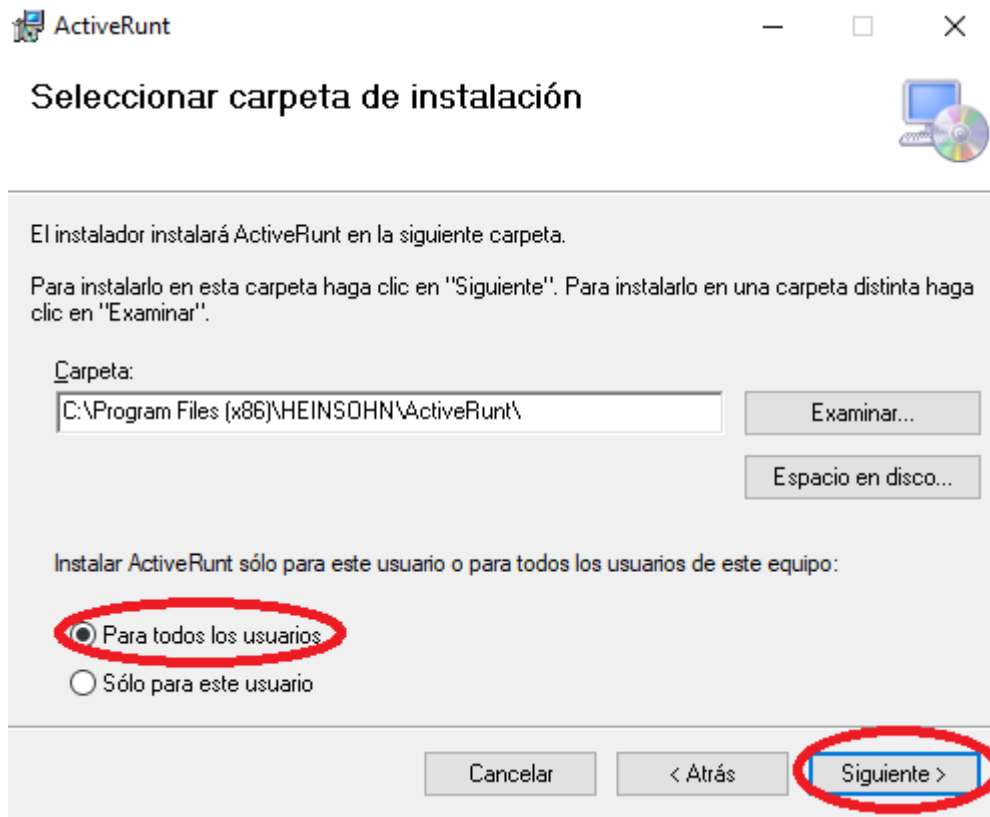 ActiveRunt
Seleccionar carpeta de instalación
El instalador instalará ActiveRunt en la siguiente carpeta.
Para instalarlo en esta carpeta haga clic en "Siguiente". Para instalarlo en una carpeta distinta haga
clic en "Examinar".
Carpeta:
C:\Program Files (x86)\HEINSOHN\ActiveRunt\
Examinar...
Espacio en disco...
Instalar ActiveRunt sólo para este usuario o para todos los usuarios de este equipo:
Para todos los usuarios
Sólo para este usuario
Cancelar
< Atrás
Siguiente >